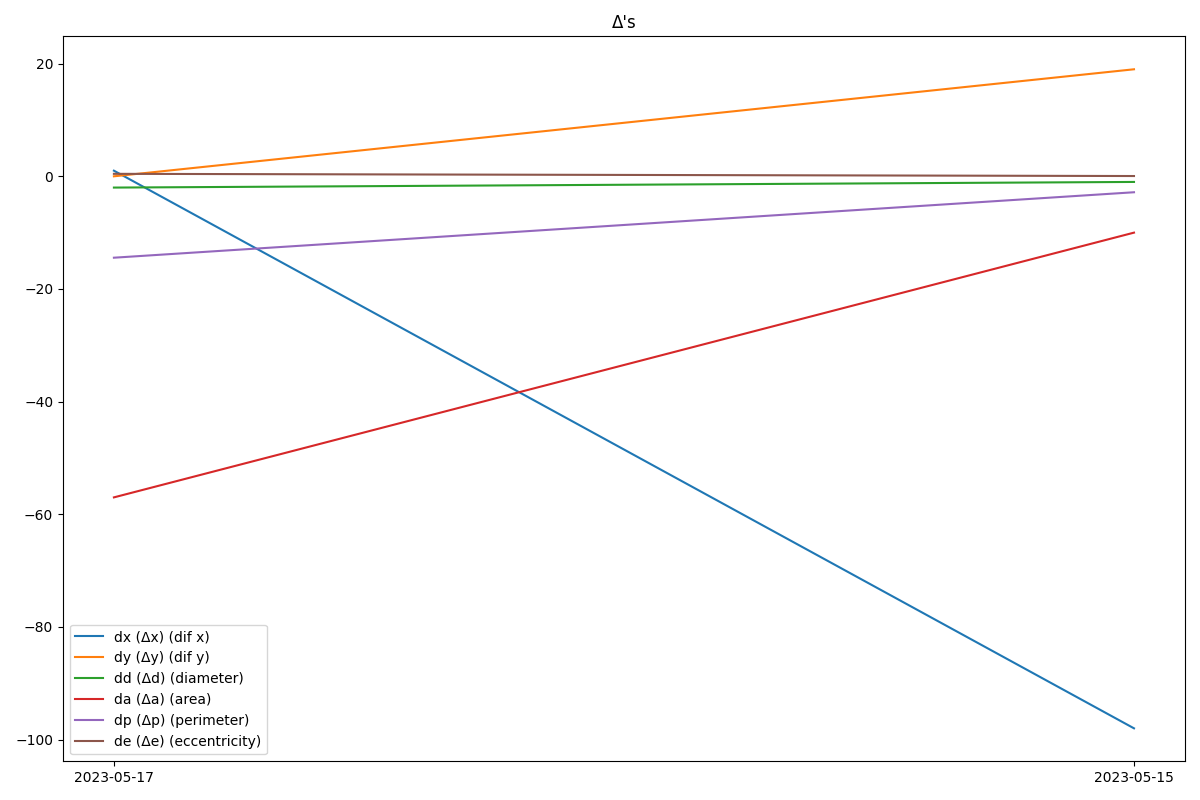 Δ's
20
0
−20
−40
−60
−80
−100
dx (Δx) (dif x)
dy (Δy) (dif y)
dd (Δd) (diameter)
da (Δa) (area)
dp (Δp) (perimeter)
de (Δe) (eccentricity)
2023-05-17
2023-05-15